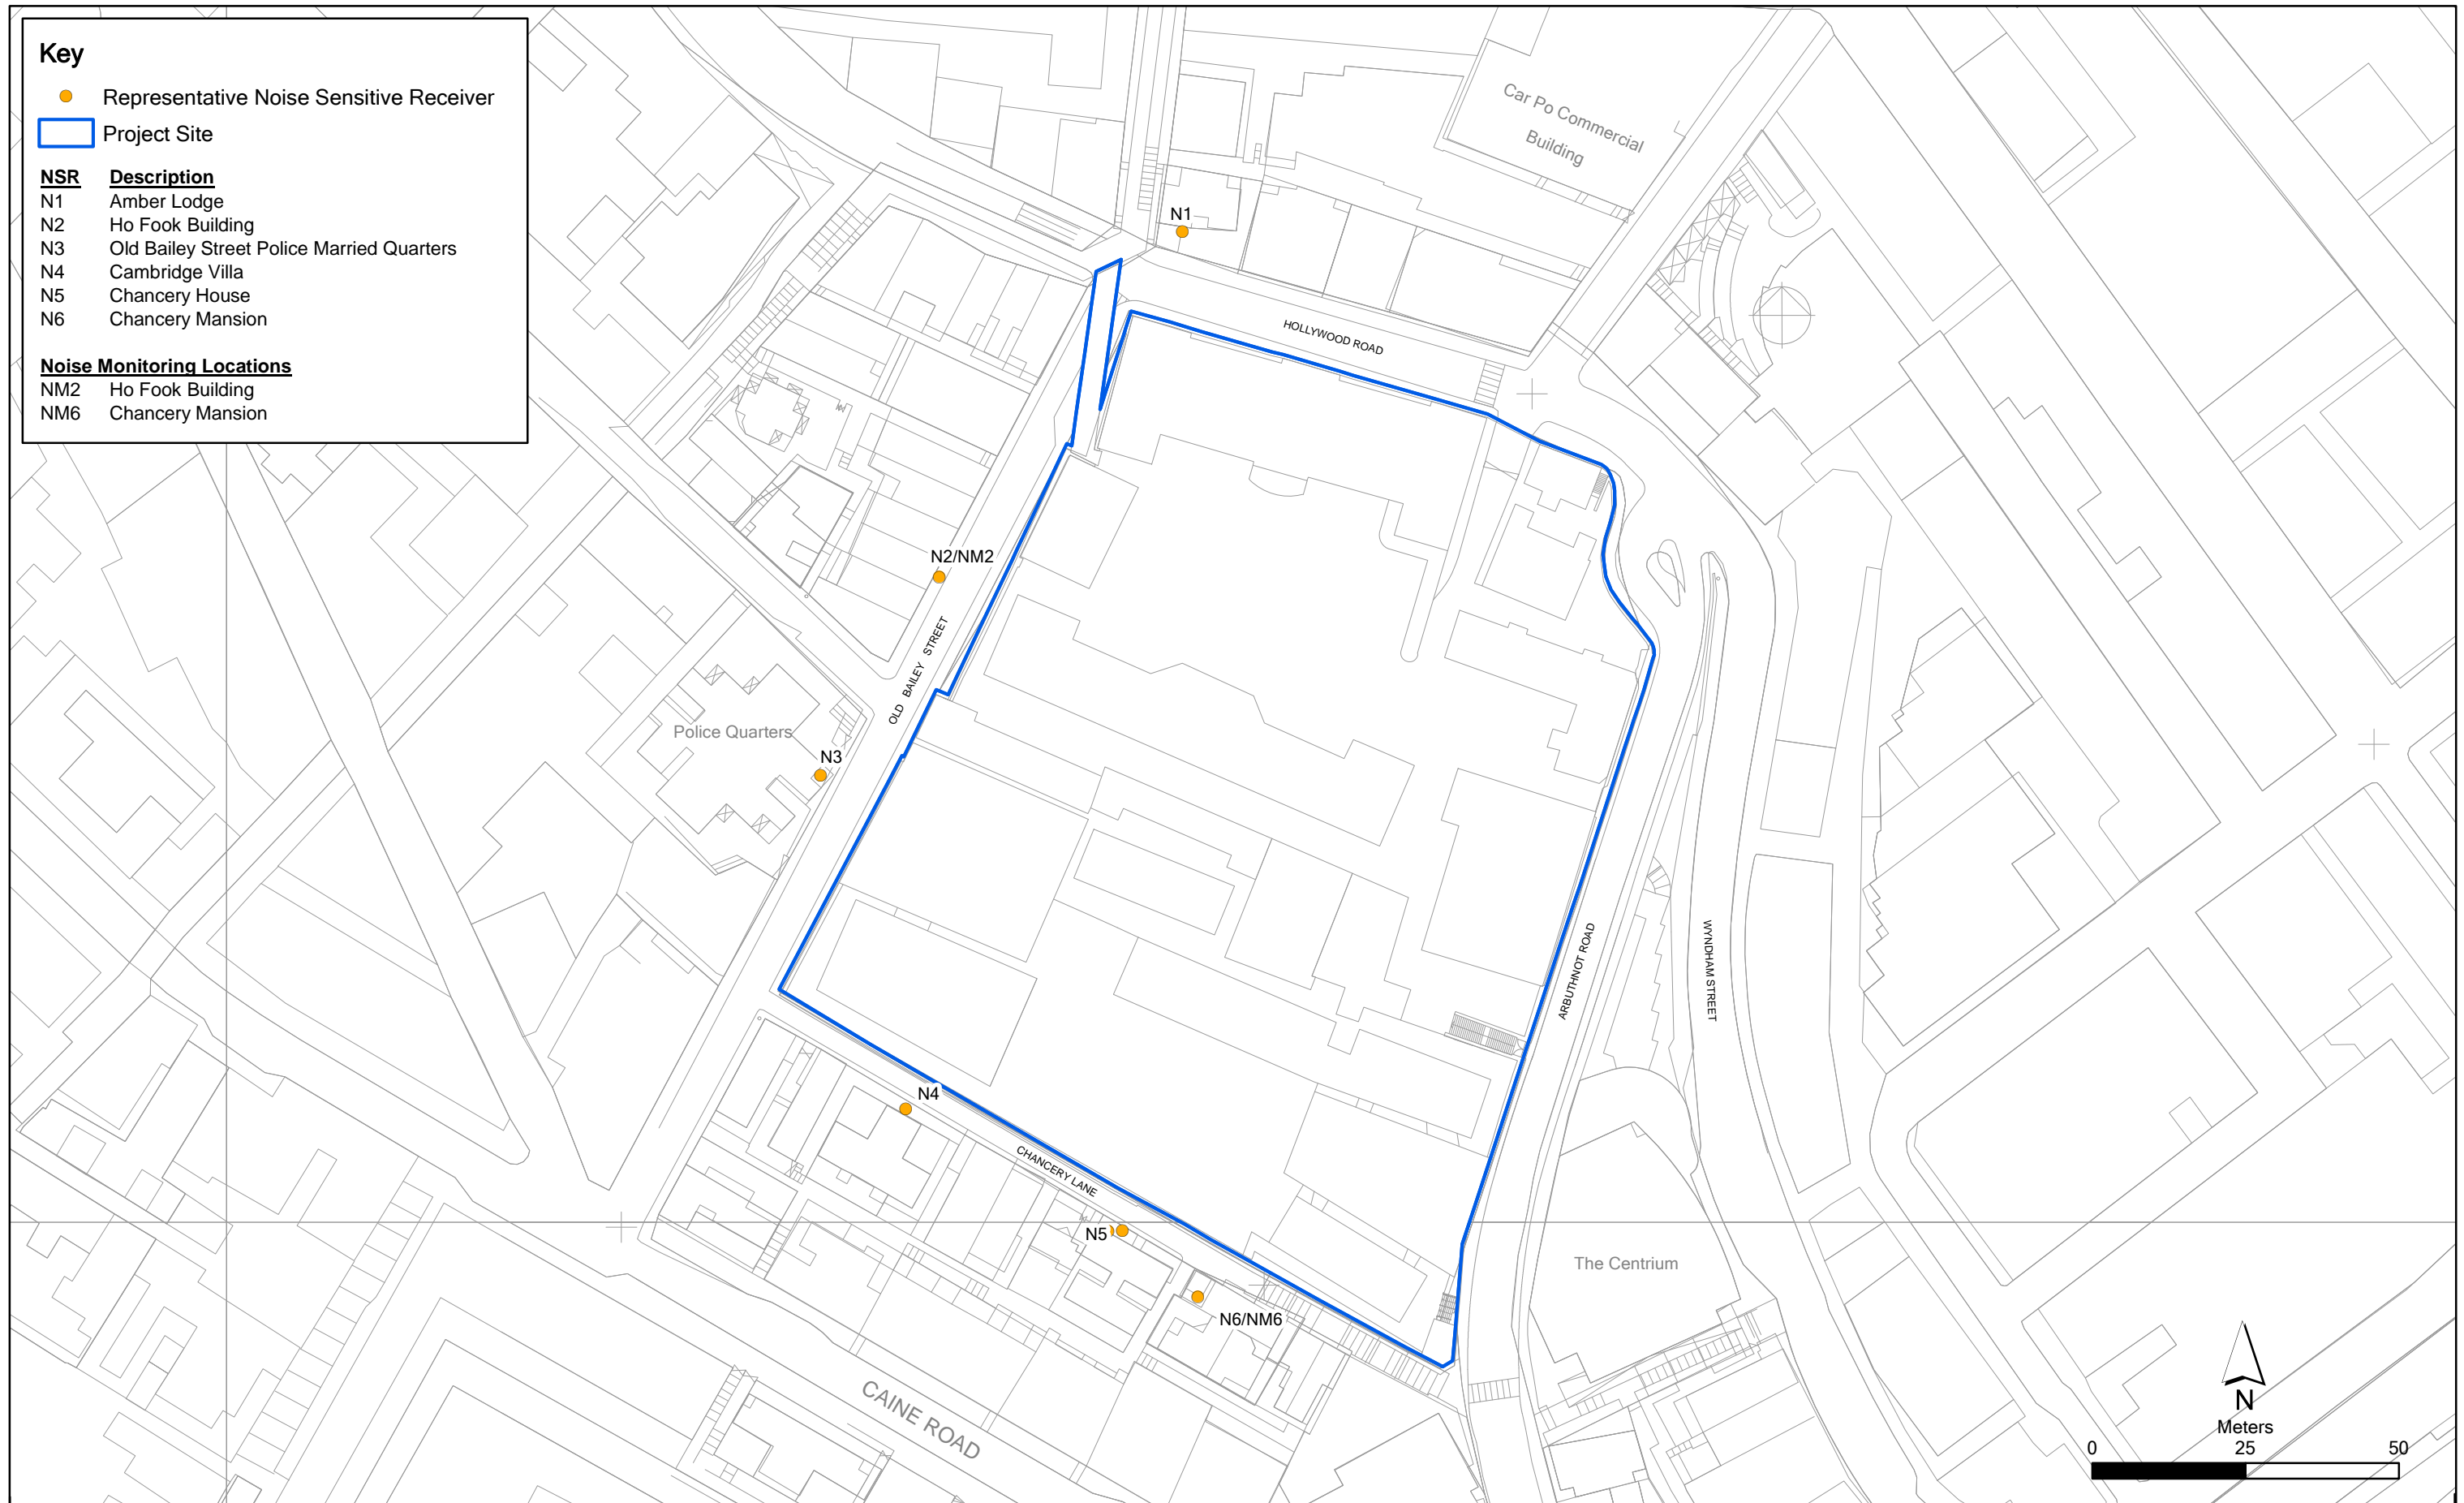 Key
Representative Noise Sensitive Receiver
Project Site
NSR Description
N1 Amber Lodge
N2 Ho Fook Building
N3 Old Bailey Street Police Married Quarters
N4 Cambridge Villa
N5 Chancery House
N6 Chancery Mansion
Noise Monitoring Locations
NM2 Ho Fook Building
NM6 Chancery Mansion
Car Po Commercial
Building
N1
HOLLYWOOD ROAD
N2/NM2
OLD BAILEY STREET
Police Quarters
N3
ARBUTHNOT ROAD
WYNDHAM STREET
N4
CHANCERY LANE
N5
The Centrium
N6/NM6
CAINE ROAD
N
Meters
0 25 50